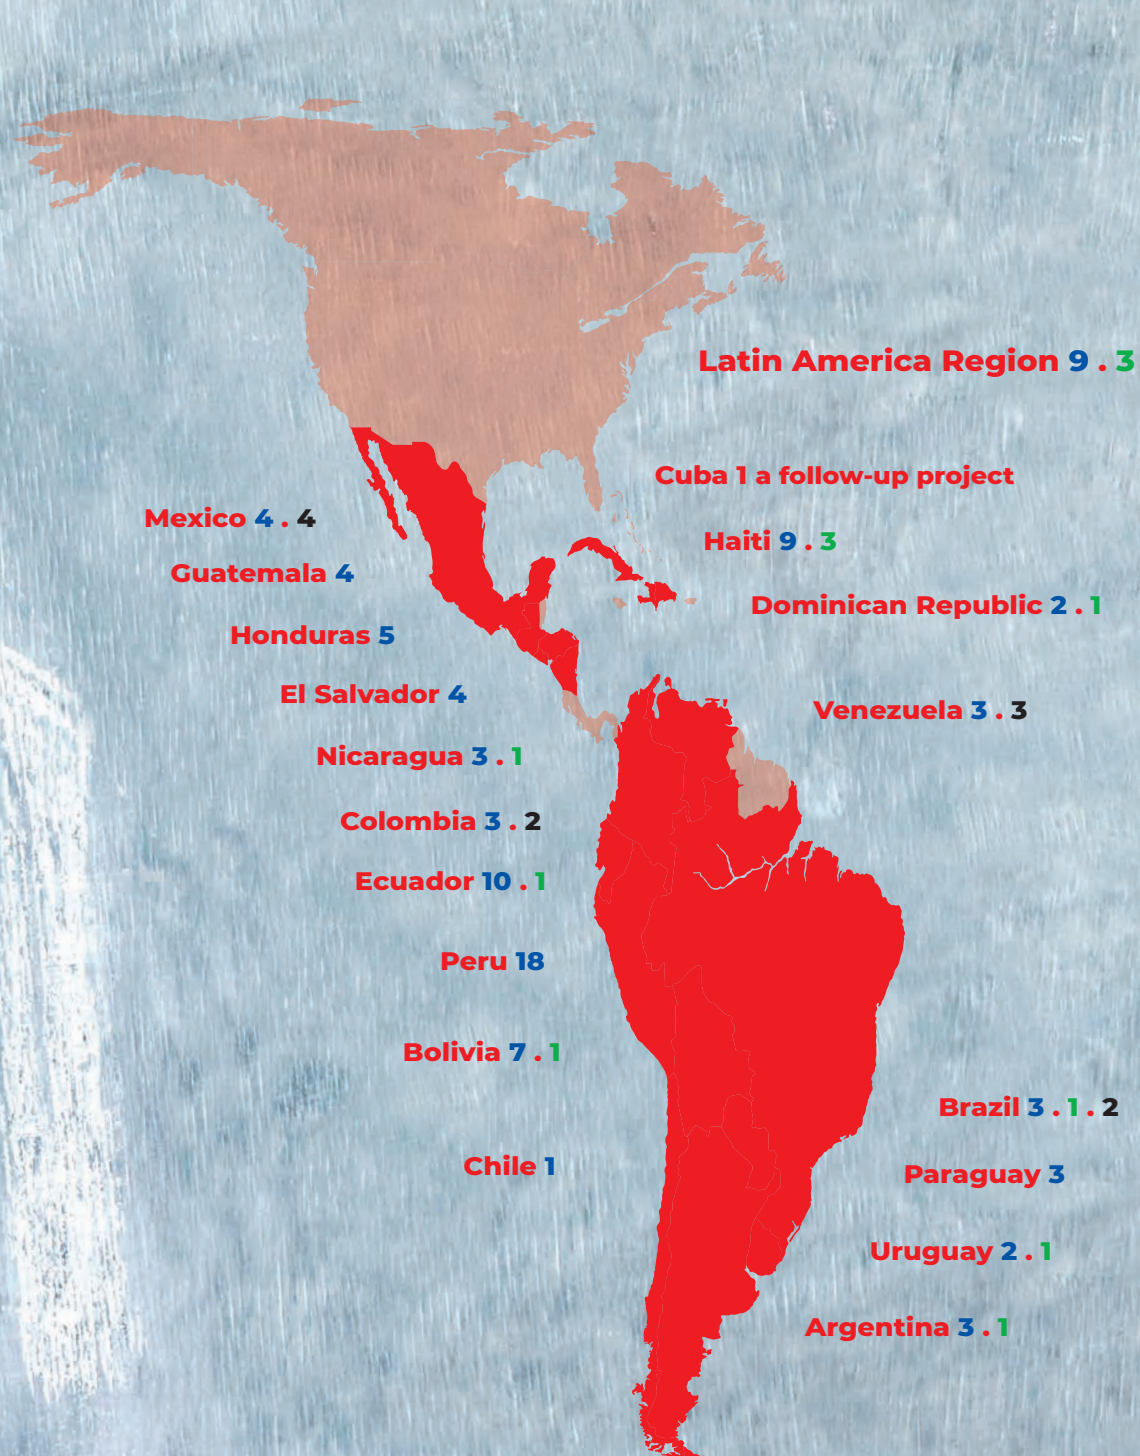 Latin America Region 9 . 3
Cuba 1 a follow-up project
Mexico 4 . 4
Haiti 9 . 3
Guatemala 4
Dominican Republic 2 . 1
Honduras 5
El Salvador 4
Venezuela 3 . 3
Nicaragua 3 . 1
Colombia 3 . 2
Ecuador 10 . 1
Peru 18
Bolivia 7 . 1
Brazil 3 . 1 . 2
Chile 1
Paraguay 3
Uruguay 2 . 1
Argentina 3 . 1